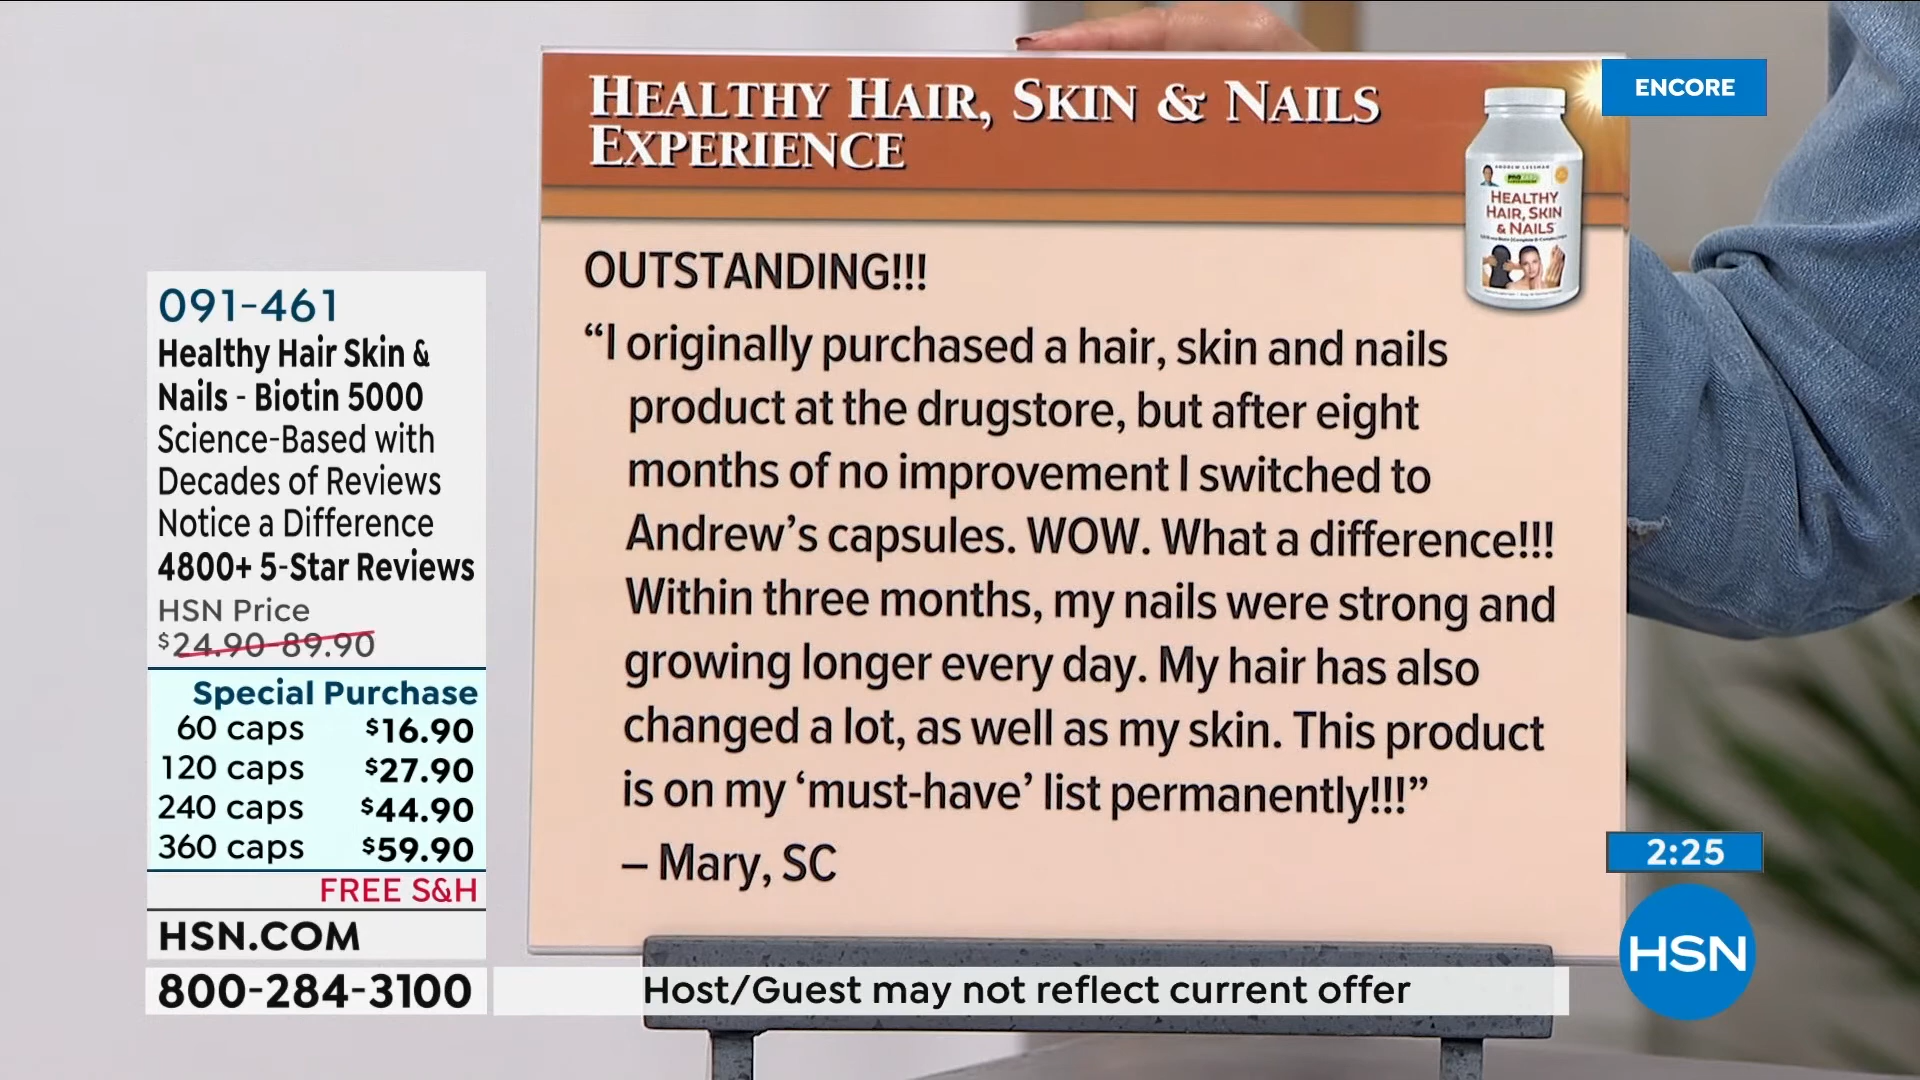 ENCORE
HEALTHY HAIR, SKIN & NAILS
EXPERIENCE
ANDREW LESSMAN
HEALTHY
HAIR, SKIN
& NAILS
OUTSTANDING!!!
“I originally purchased a hair, skin and nails
product at the drugstore, but after eight
months of no improvement I switched to
Andrew’s capsules. WOW. What a difference!!!
Within three months, my nails were strong and
growing longer every day. My hair has also
changed a lot, as well as my skin. This product
is on my ‘must-have’ list permanently!!!”
– Mary, SC
091-461
Healthy Hair Skin &
Nails - Biotin 5000
Science-Based with
Decades of Reviews
Notice a Difference
4800+ 5-Star Reviews
HSN Price
$24.90-89.90
Special Purchase
60 caps $16.90
120 caps $27.90
240 caps $44.90
360 caps $59.90
FREE S&H
HSN.COM
800-284-3100
Host/Guest may not reflect current offer
2:25
HSN